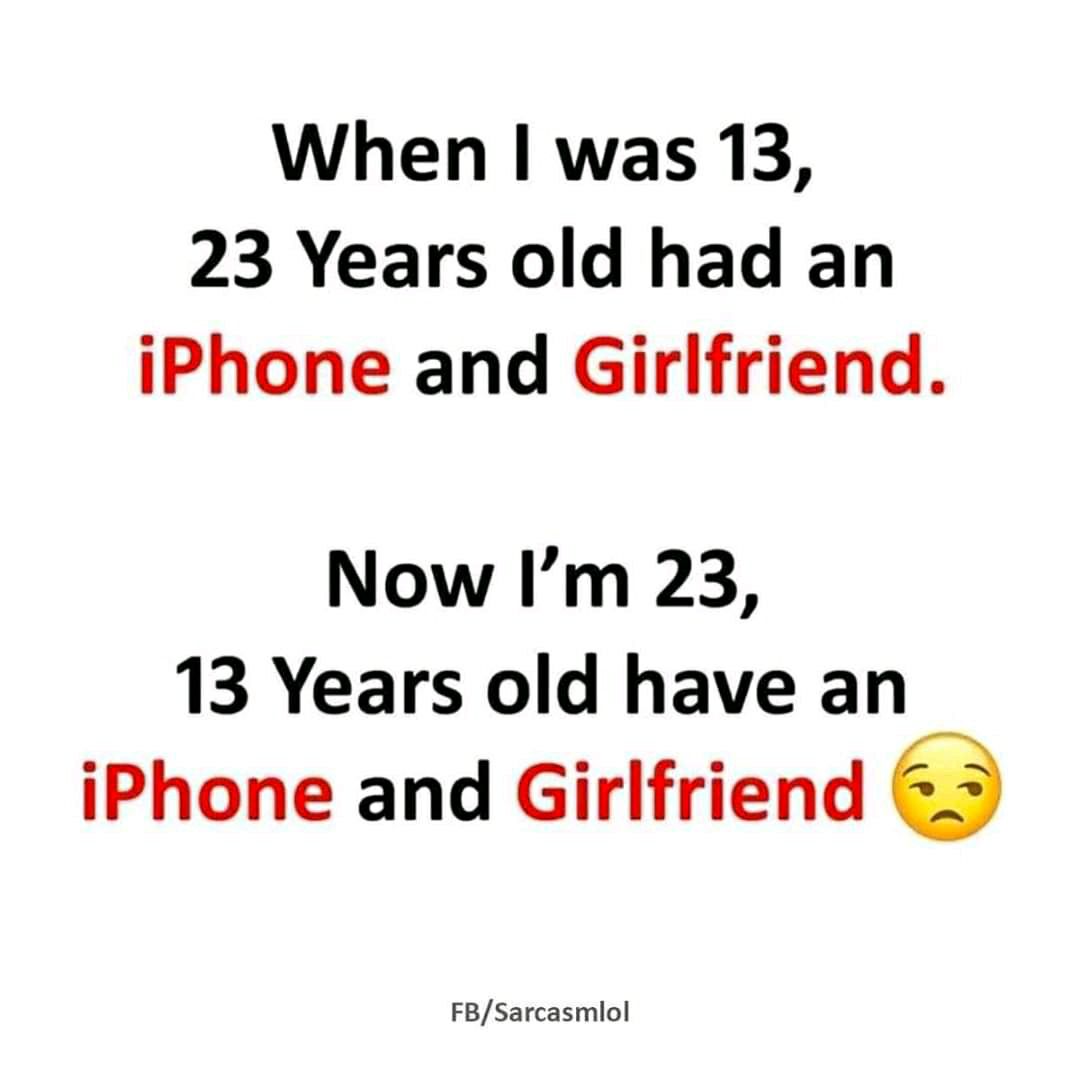 When I was 13,
23 Years old had an
iPhone and Girlfriend.
Now I’m 23,
13 Years old have an
iPhone and Girlfriend 😒
FB/Sarcasmlol